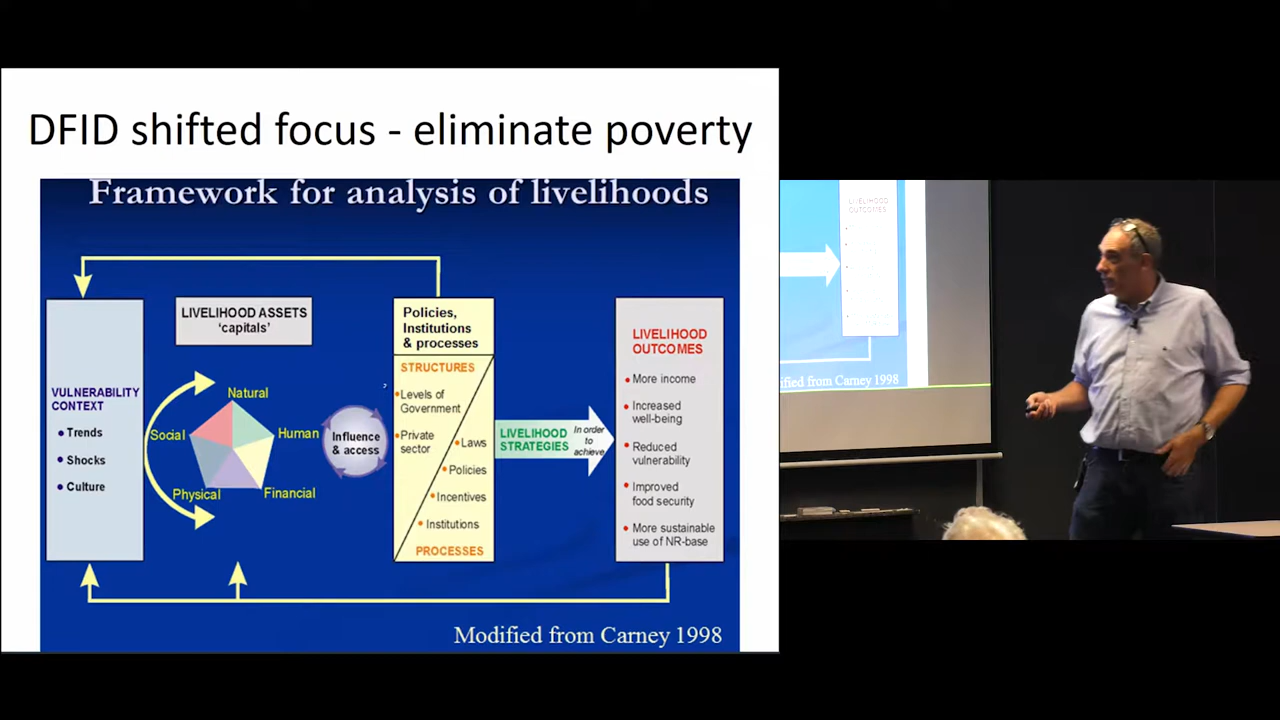 DFID shifted focus - eliminate poverty
Framework for analysis of livelihoods
LIVELIHOOD ASSETS
'capitals'
VULNERABILITY
CONTEXT
• Trends
• Shocks
• Culture
Natural
Social
Human
Physical
Financial
Influence
& access
Policies,
Institutions
& processes
STRUCTURES
• Levels of
Government
• Private
sector
• Laws
• Policies
• Incentives
• Institutions
PROCESSES
LIVELIHOOD
STRATEGIES
In order
to
achieve
LIVELIHOOD
OUTCOMES
• More income
• Increased
well-being
• Reduced
vulnerability
• Improved
food security
• More sustainable
use of NR-base
Modified from Carney 1998
LIVELIHOOD
OUTCOMES
ified from Carney 1998